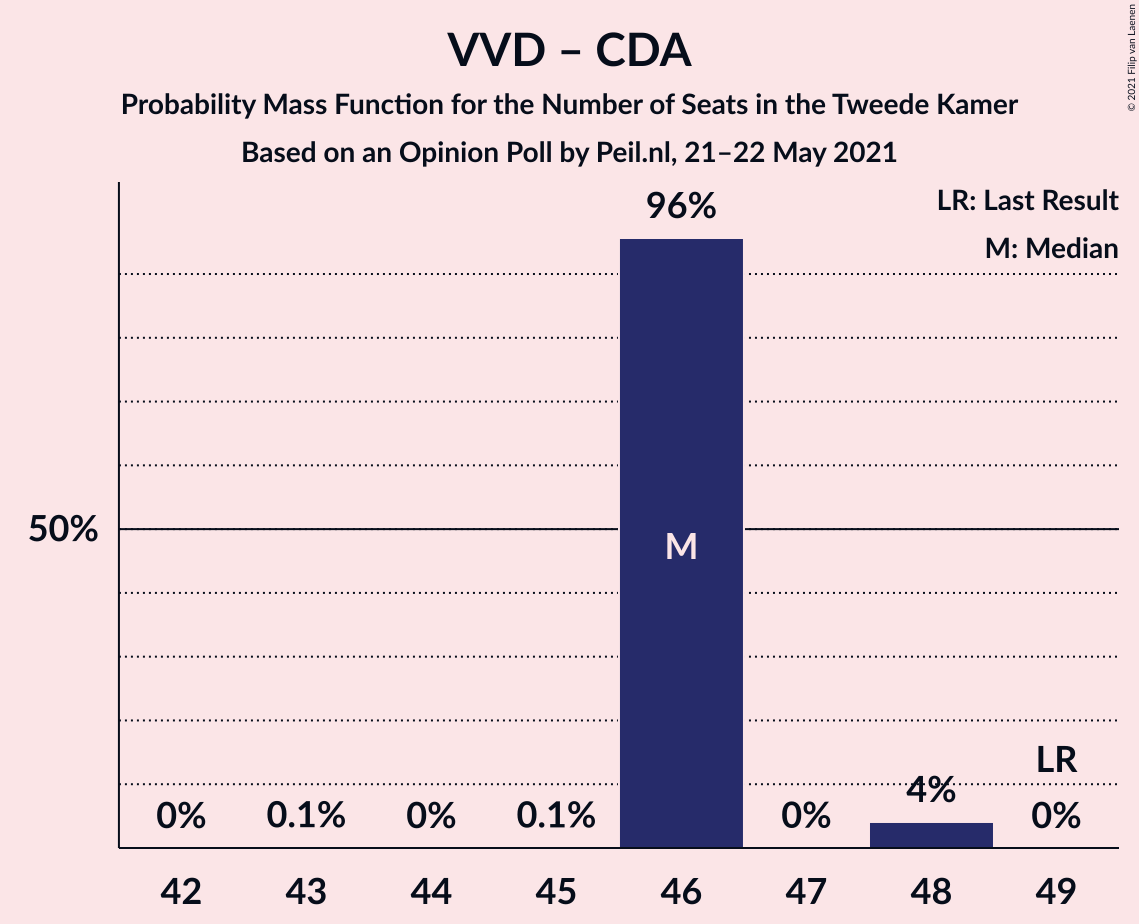 VVD – CDA
Probability Mass Function for the Number of Seats in the Tweede Kamer
Based on an Opinion Poll by Peil.nl, 21–22 May 2021
© 2021 Filip van Laenen
LR: Last Result
M: Median
96%
50%
M
LR
0% 0.1% 0% 0.1% 0% 4% 0%
42 43 44 45 46 47 48 49